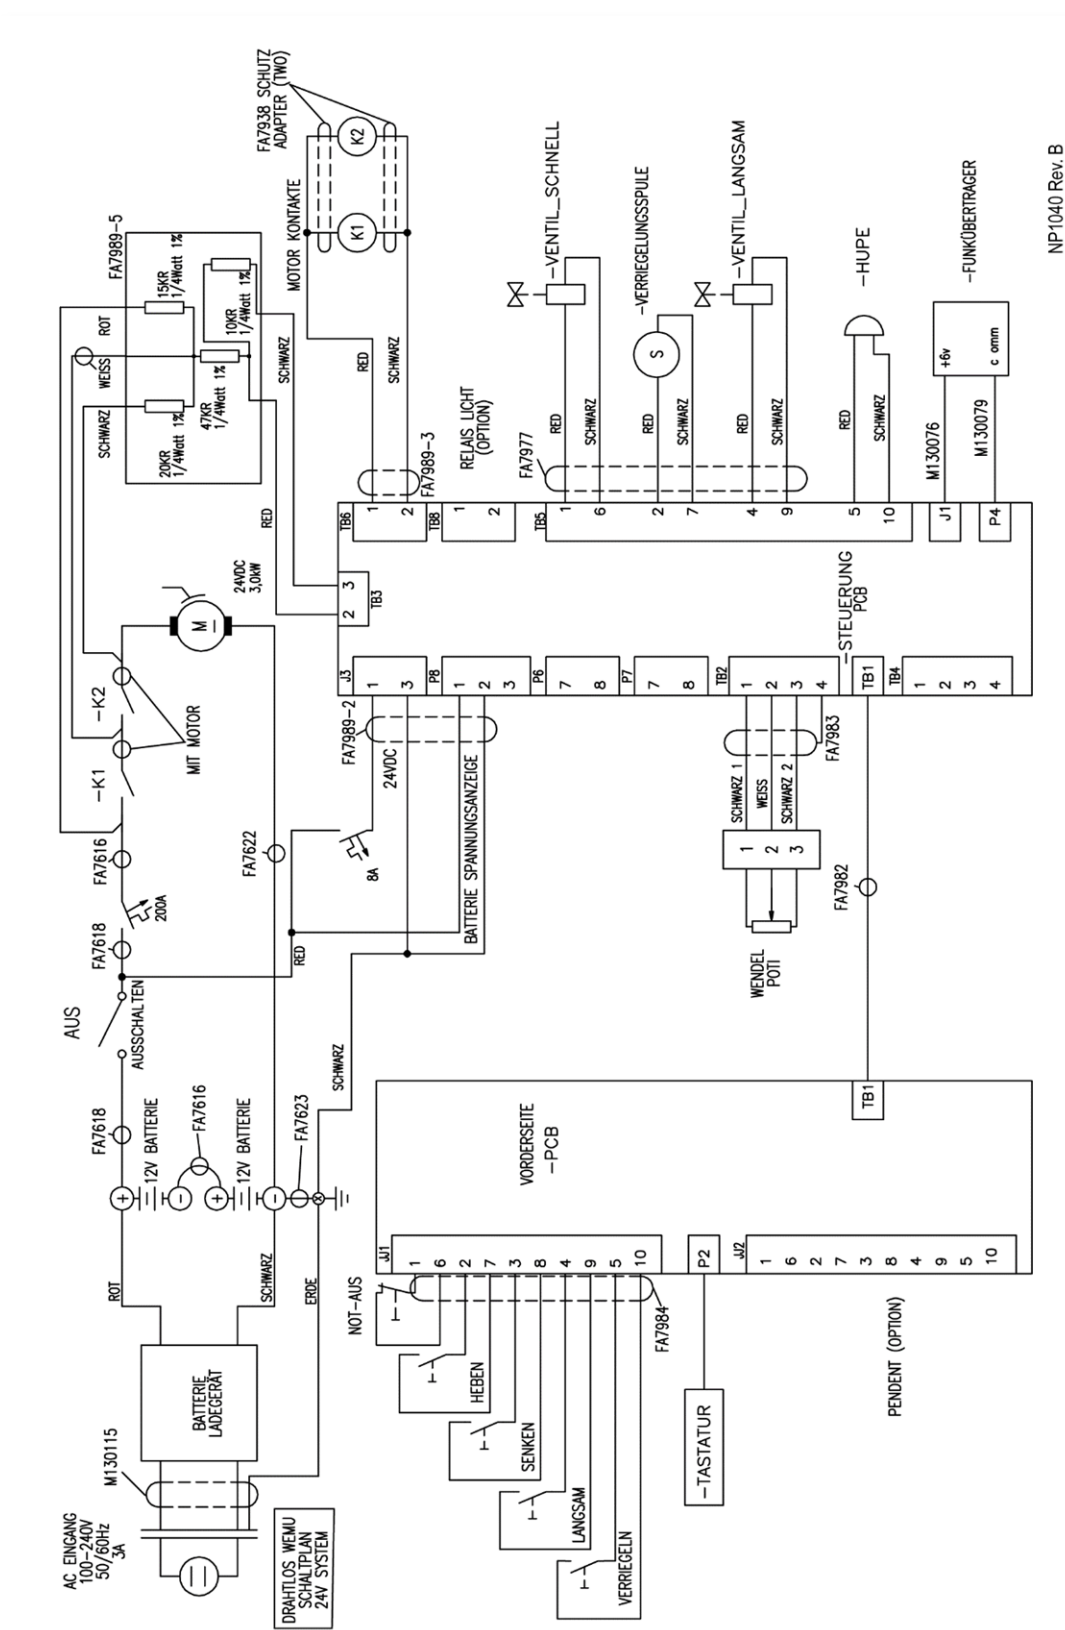 AC EINGANG
100-240V
50/60Hz
3A
M130115
BATTERIE
LADEGERÄT
DRAHTLOS WEMU
SCHALTPLAN
24V SYSTEM
ROT
SCHWARZ
ERDE
+
-
+
-
12V BATTERIE
12V BATTERIE
FA7618
FA7616
FA7623
AUS
AUSSCHALTEN
SCHWARZ
RED
FA7618
200A
FA7616
FA7622
8A
-K1
-K2
MIT MOTOR
M
24VDC
3,0kW
SCHWARZ
WEISS
ROT
FA7989-5
20KR
1/4Watt 1%
47KR
1/4Watt 1%
15KR
1/4Watt 1%
10KR
1/4Watt 1%
RED
SCHWARZ
FA7938 SCHUTZ
ADAPTER (TWO)
MOTOR KONTAKTE
K1
K2
RED
SCHWARZ
FA7989-3
RELAIS LICHT
(OPTION)
FA7977
RED
SCHWARZ
-VENTIL_SCHNELL
RED
SCHWARZ
S
-VERRIEGELUNGSSPULE
RED
SCHWARZ
-VENTIL_LANGSAM
RED
SCHWARZ
-HUPE
M130076
M130079
+6v
c omm
-FUNKÜBERTRAGER
TB6
1
2
TB8
1
2
TB5
1
6
2
7
4
9
5
10
J1
P4
TB3
2
3
-STEUERUNG
PCB
J3
1
3
P8
1
2
3
P6
7
8
P7
7
8
TB2
1
2
3
4
TB1
TB4
1
2
3
4
FA7989-2
24VDC
BATTERIE SPANNUNGSANZEIGE
FA7983
SCHWARZ 1
WEISS
SCHWARZ 2
1
2
3
WENDEL
POTI
FA7982
VORDERSEITE
-PCB
TB1
JJ1
1
6
2
7
3
8
4
9
5
10
P2
JJ2
1
6
2
7
3
8
4
9
5
10
NOT-AUS
HEBEN
SENKEN
LANGSAM
VERRIEGELN
FA7984
-TASTATUR
PENDENT (OPTION)
NP1040 Rev. B